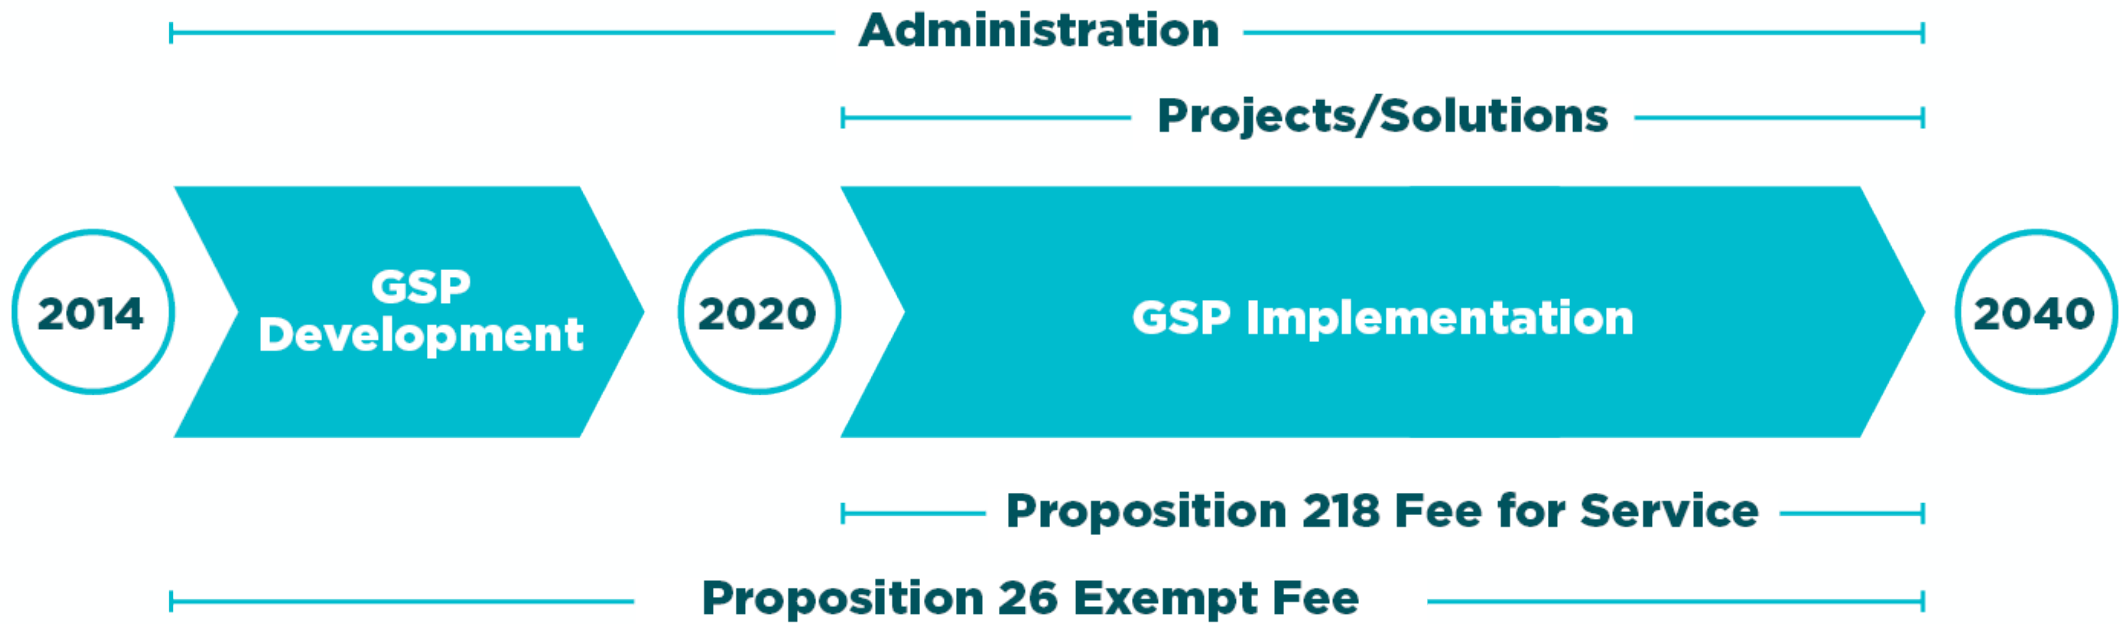 Administration
Projects/Solutions
2014
GSP
Development
2020
GSP Implementation
2040
Proposition 218 Fee for Service
Proposition 26 Exempt Fee